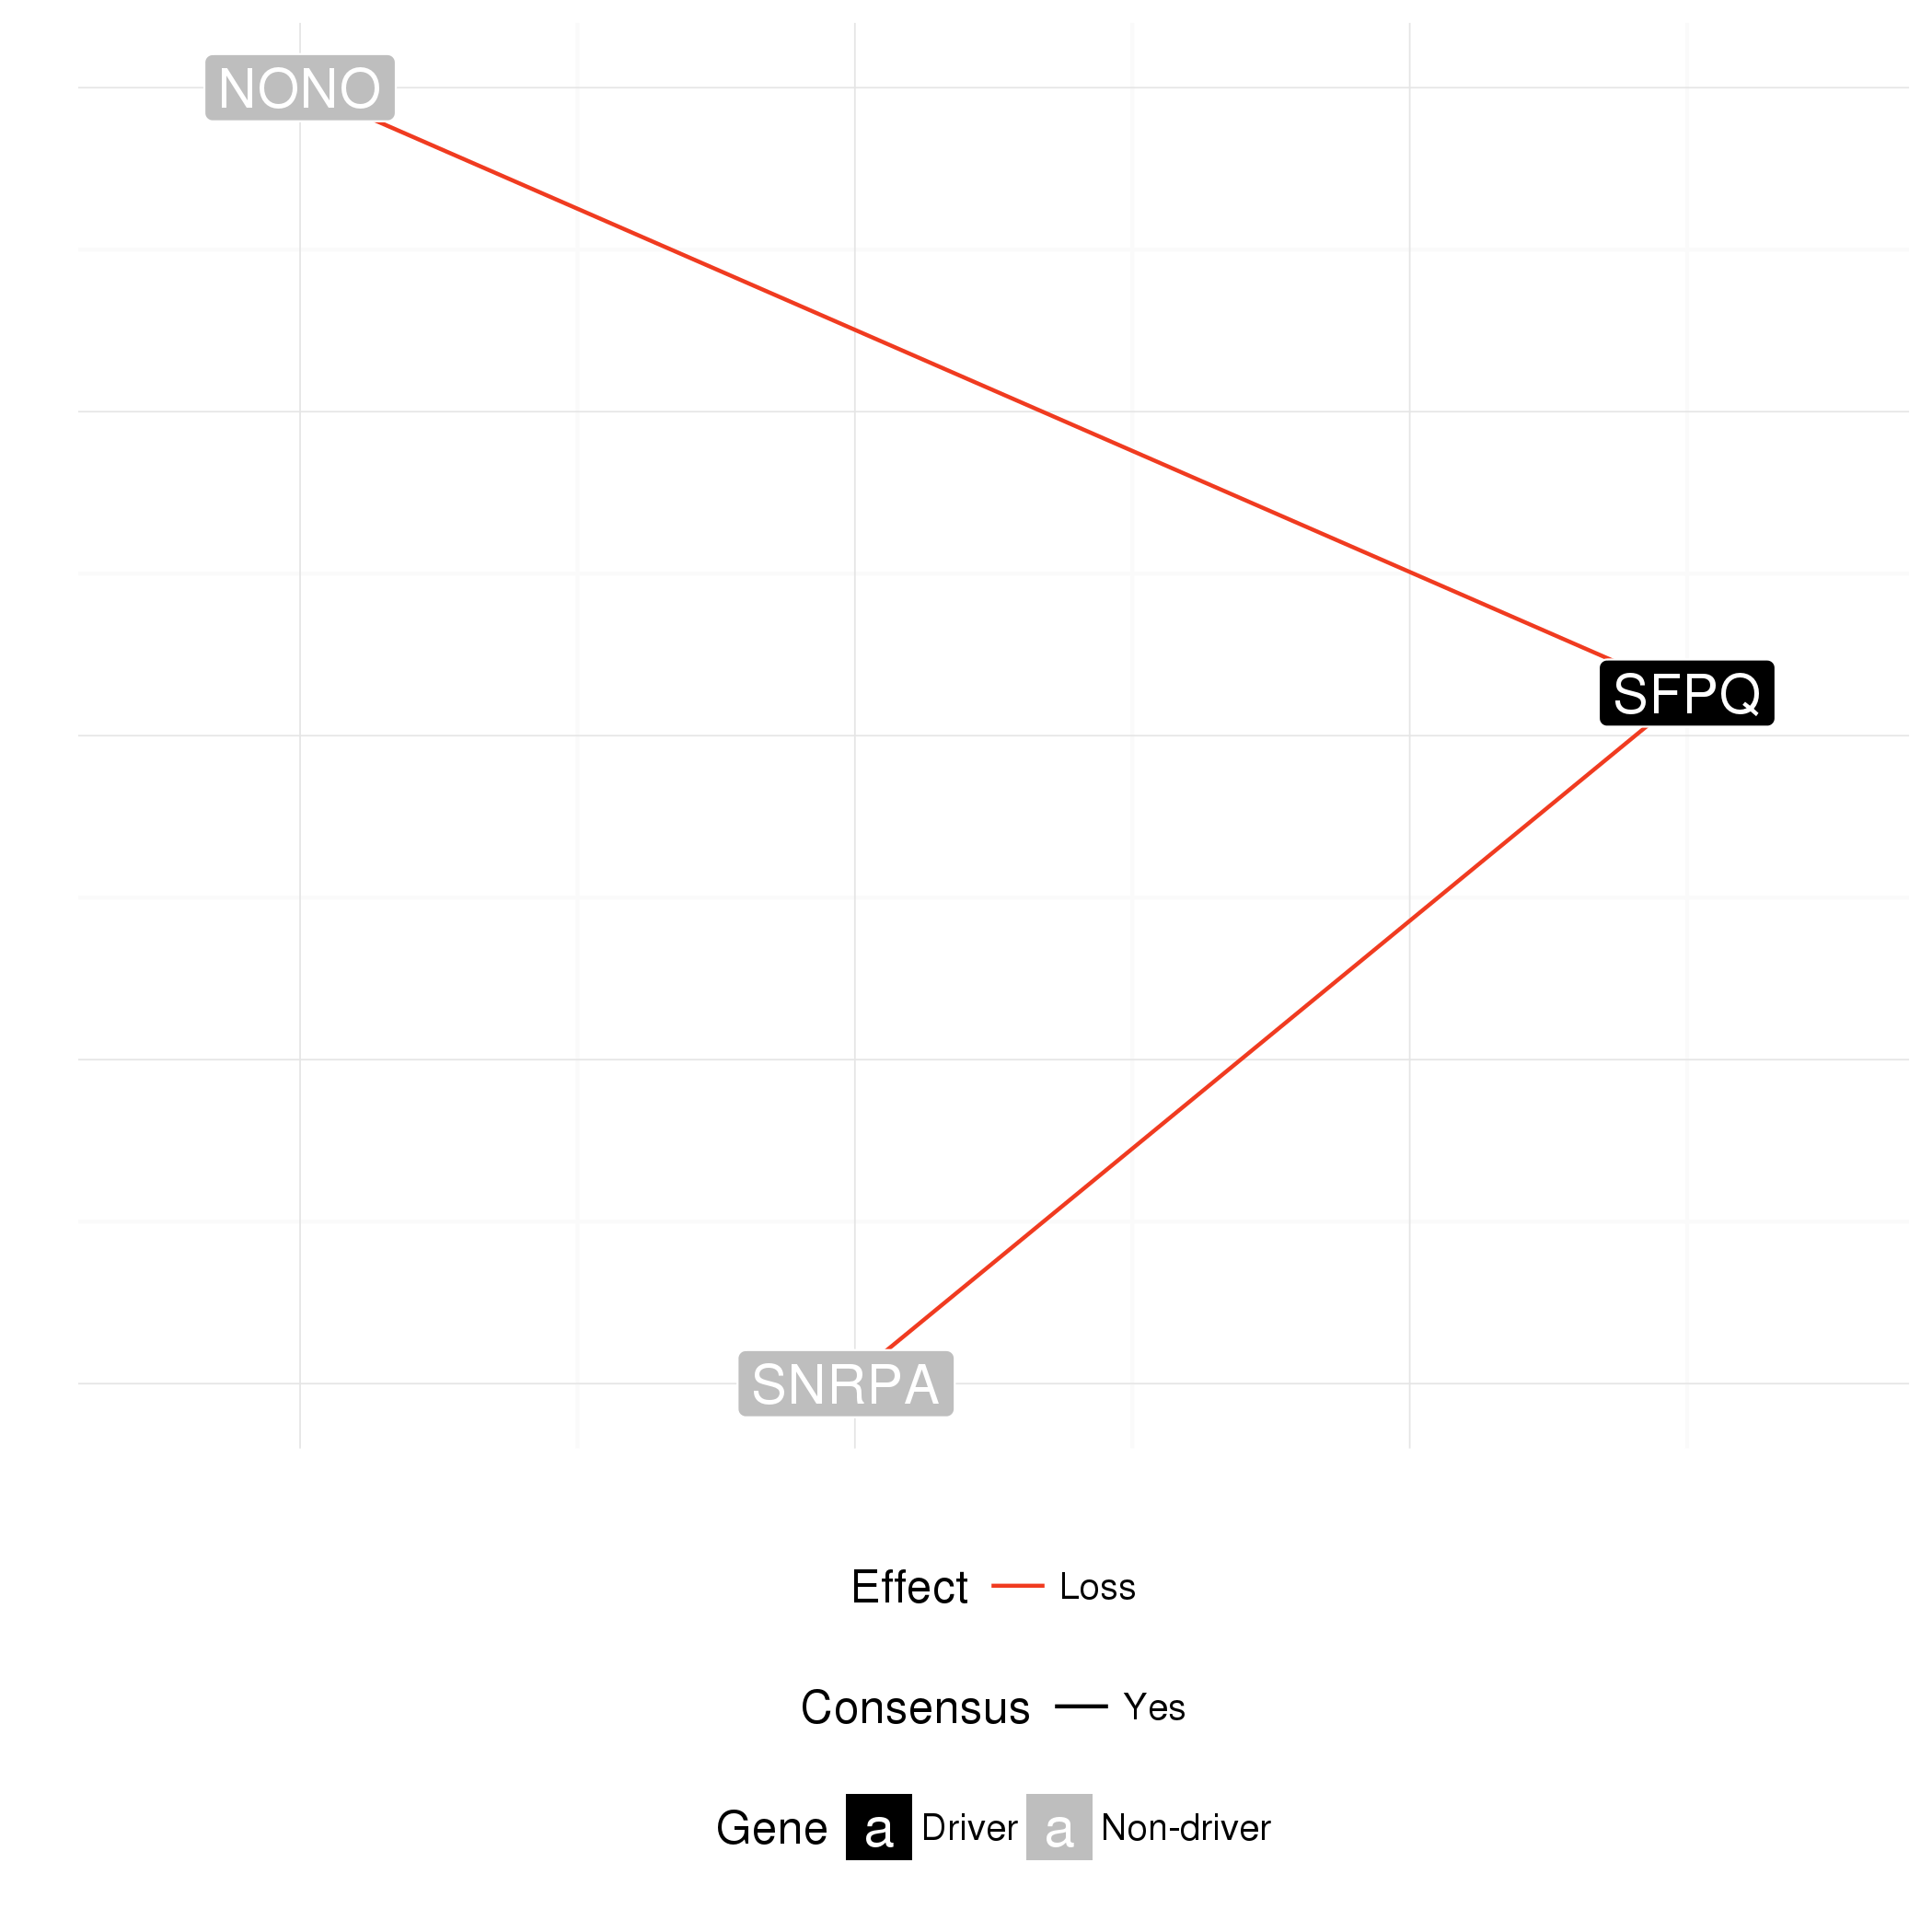 NONO
SFPQ
SNRPA
Effect Loss
Consensus Yes
Gene a Driver a Non-driver